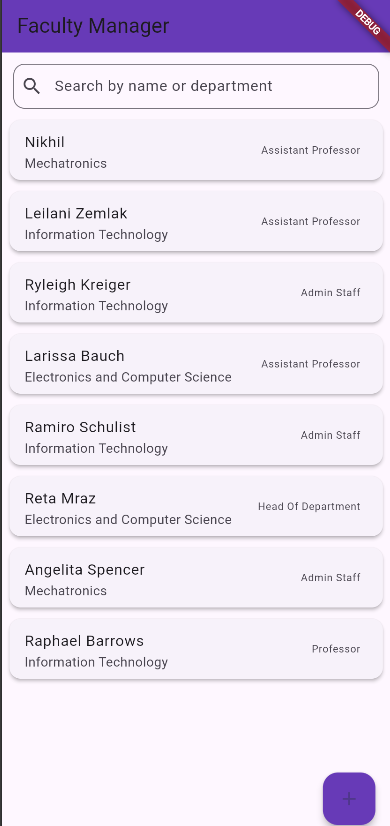 Faculty Manager
DEBUG
Search by name or department
Nikhil
Assistant Professor
Mechatronics
Leilani Zemlak
Assistant Professor
Information Technology
Ryleigh Kreiger
Admin Staff
Information Technology
Larissa Bauch
Assistant Professor
Electronics and Computer Science
Ramiro Schulist
Admin Staff
Information Technology
Reta Mraz
Head Of Department
Electronics and Computer Science
Angelita Spencer
Admin Staff
Mechatronics
Raphael Barrows
Professor
Information Technology
+